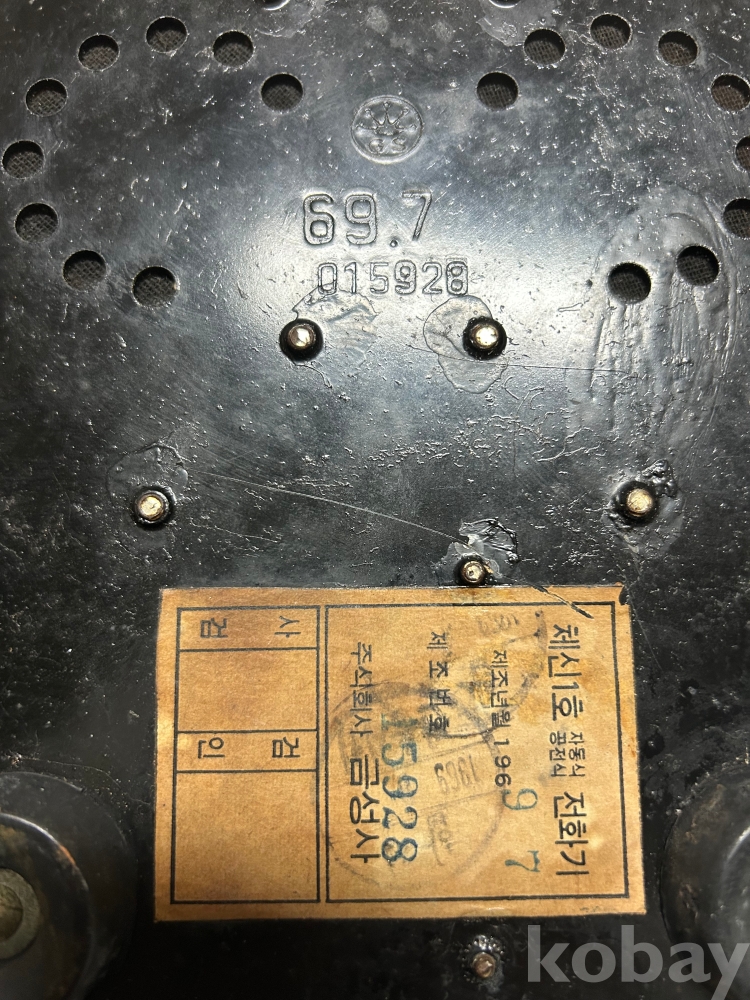 69.7
015928
체신1호 자동식 공전식 전화기
제조년월 1969 7
제조번호 15928
주식회사 금성사
검사
검인
1969
kobay